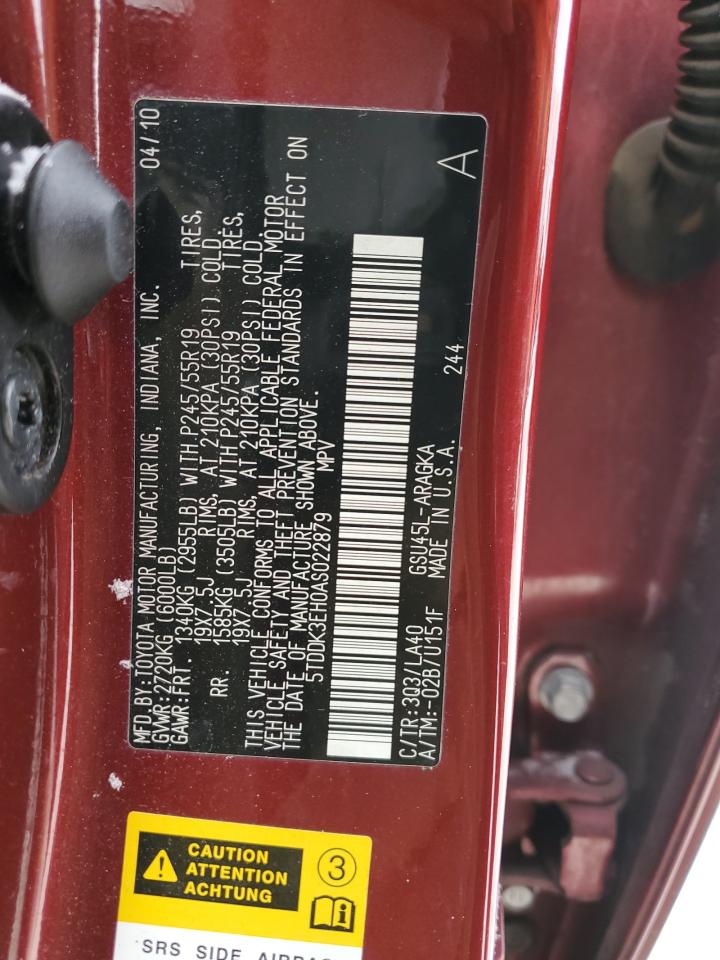 MFD.BY:TOYOTA MOTOR MANUFACTURING, INDIANA, INC. 04/10
GVWR:2720KG (6000LB)
GAWR:FRT. 1340KG (2955LB) WITH P245/55R19 TIRES,
19X7.5J RIMS, AT 210KPA (30PSI) COLD
RR. 1585KG (3505LB) WITH P245/55R19 TIRES,
19X7.5J RIMS, AT 210KPA (30PSI) COLD.
THIS VEHICLE CONFORMS TO ALL APPLICABLE FEDERAL MOTOR
VEHICLE SAFETY AND THEFT PREVENTION STANDARDS IN EFFECT ON
THE DATE OF MANUFACTURE SHOWN ABOVE.
5TDDK3EH0AS022879 MPV
A
C/TR:3Q3/LA40 GSU45L-ARAGKA 244
A/TM:-02B/U151F MADE IN U.S.A.
CAUTION
ATTENTION
ACHTUNG
3
SRS SIDE AIRBAG